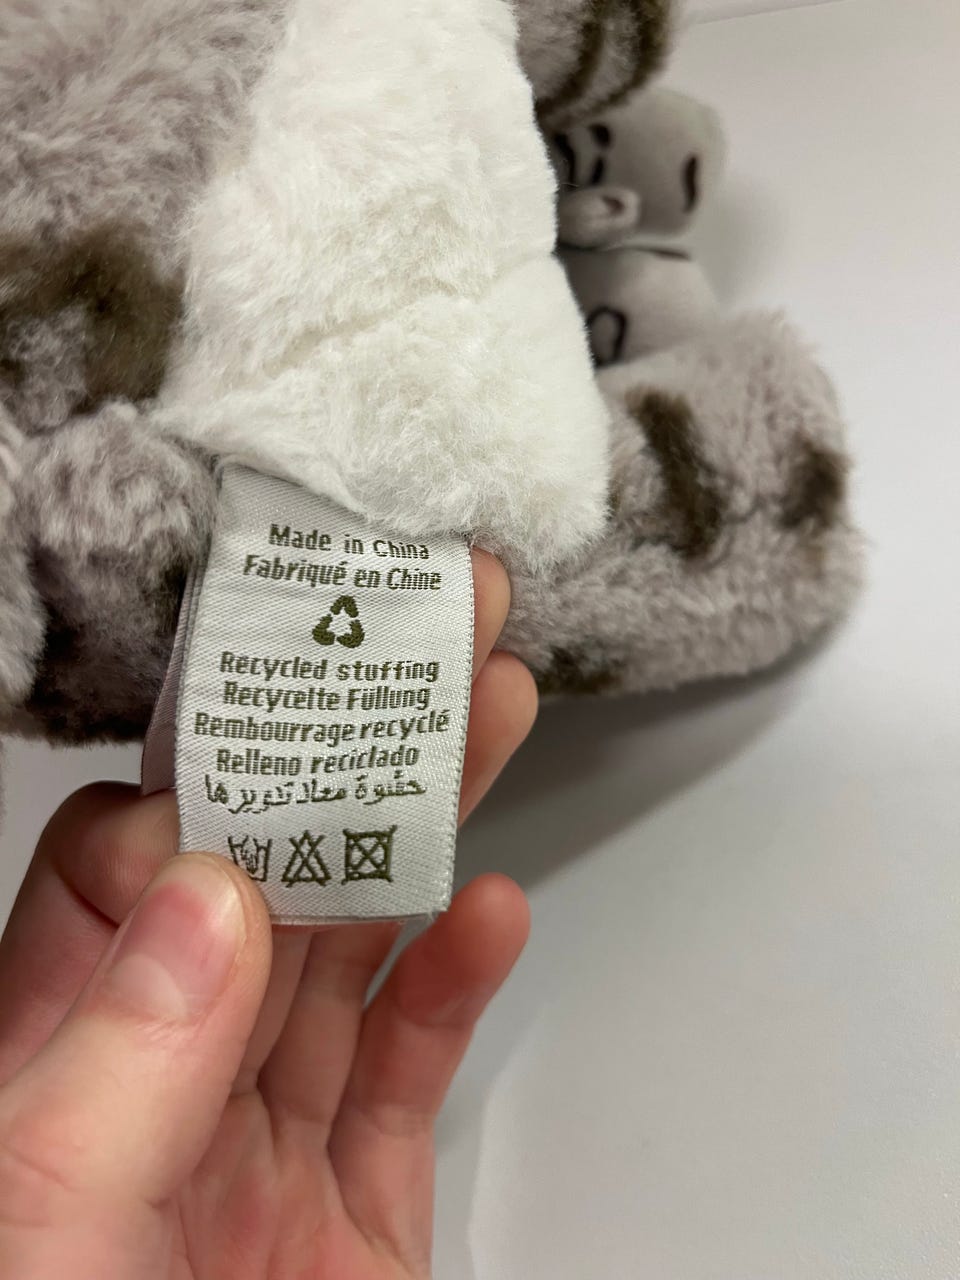 Made in China
Fabriqué en Chine
Recycled stuffing
Recycelte Füllung
Rembourrage recyclé
Relleno reciclado
حشوة معاد تدويرها